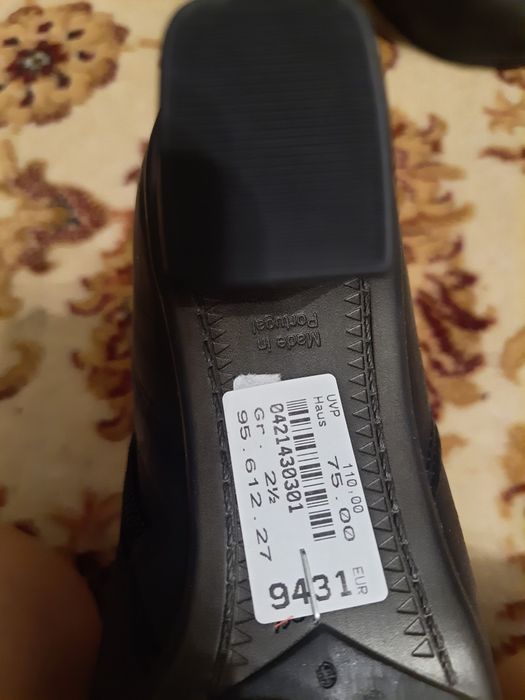 Made in
Portugal
UVP 110,00
Haus 75,00
0421430301
Gr. 2½
95.612.27
9431 EUR